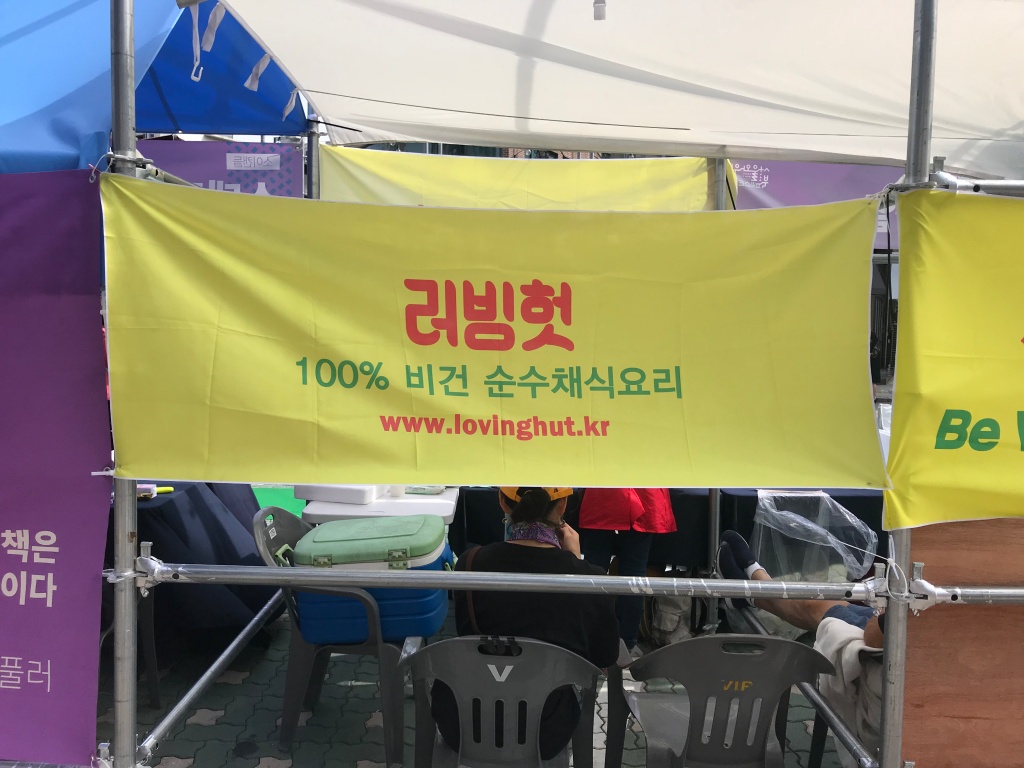 러빙헛
100% 비건 순수채식요리
www.lovinghut.kr
Be
책은
이다
풀러
V
VIP